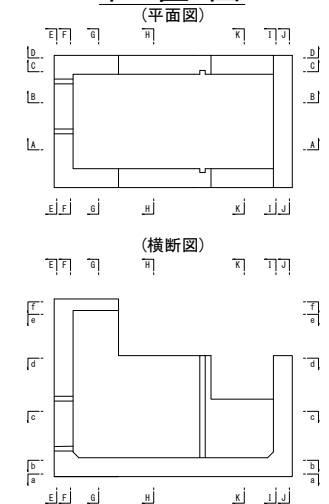 (平面図)
E F G H K I J
D D
C C
B B
A A
E F G H K I J
(横断図)
E F G H K I J
f f
e e
d d
c c
b b
a a
E F G H K I J